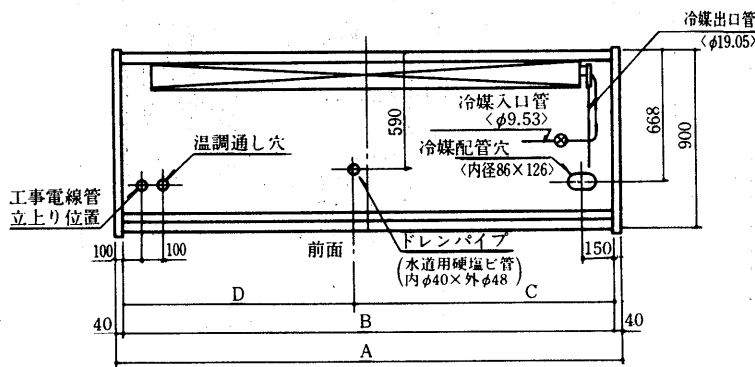 冷媒出口管
〈φ19.05〉
冷媒入口管
〈φ9.53〉
590
668
900
温調通し穴
冷媒配管穴
〈内径86×126〉
工事電線管
立上り位置
100
100
前面
ドレンパイプ
(水道用硬塩ビ管
内φ40×外φ48)
150
D
C
40
B
40
A